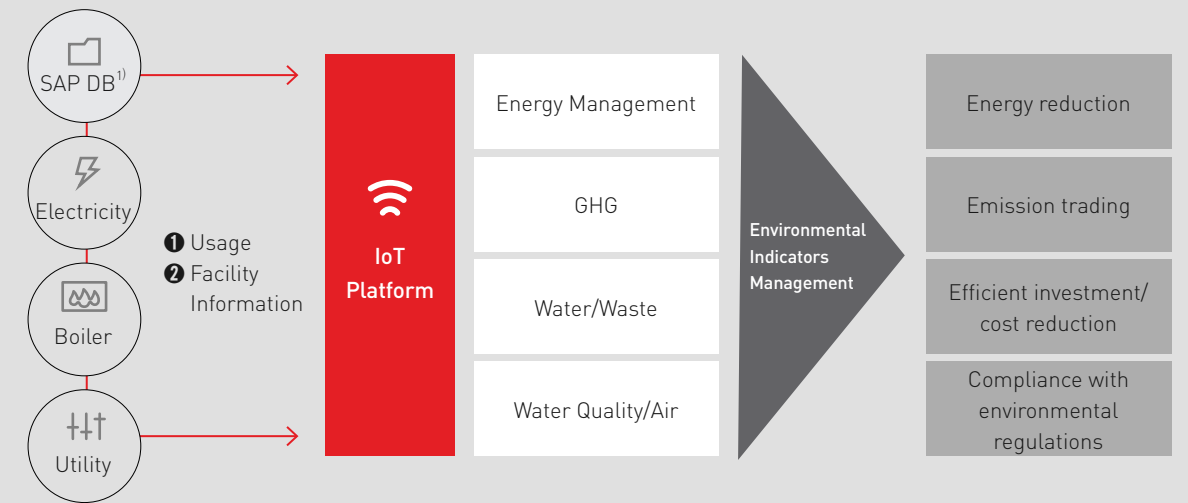 SAP DB1)
Electricity
Boiler
Utility
❶ Usage
❷ Facility
Information
IoT
Platform
Energy Management
GHG
Water/Waste
Water Quality/Air
Environmental
Indicators
Management
Energy reduction
Emission trading
Efficient investment/
cost reduction
Compliance with
environmental
regulations